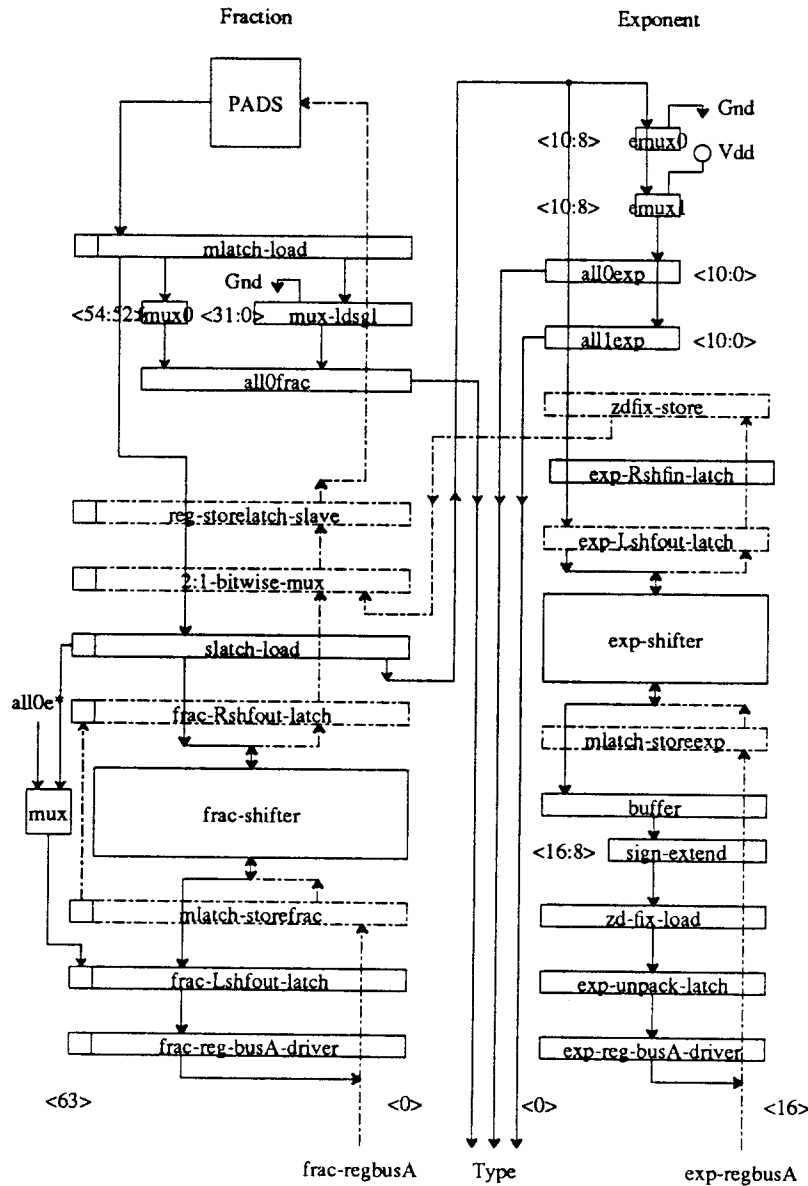 Fraction
Exponent
PADS
Gnd
<10:8>
emux0
Vdd
<10:8>
emux1
mlatch-load
Gnd
all0exp
<10:0>
<54:52>
fmux0
<31:0>
mux-ldsgl
all1exp
<10:0>
all0frac
zdfix-store
exp-Rshfin-latch
reg-storelatch-slave
exp-Lshfout-latch
2:1-bitwise-mux
slatch-load
exp-shifter
all0e
frac-Rshfout-latch
mlatch-storeexp
mux
frac-shifter
buffer
<16:8>
sign-extend
mlatch-storefrac
zd-fix-load
frac-Lshfout-latch
exp-unpack-latch
frac-reg-busA-driver
exp-reg-busA-driver
<63>
<0>
<0>
<16>
frac-regbusA
Type
exp-regbusA